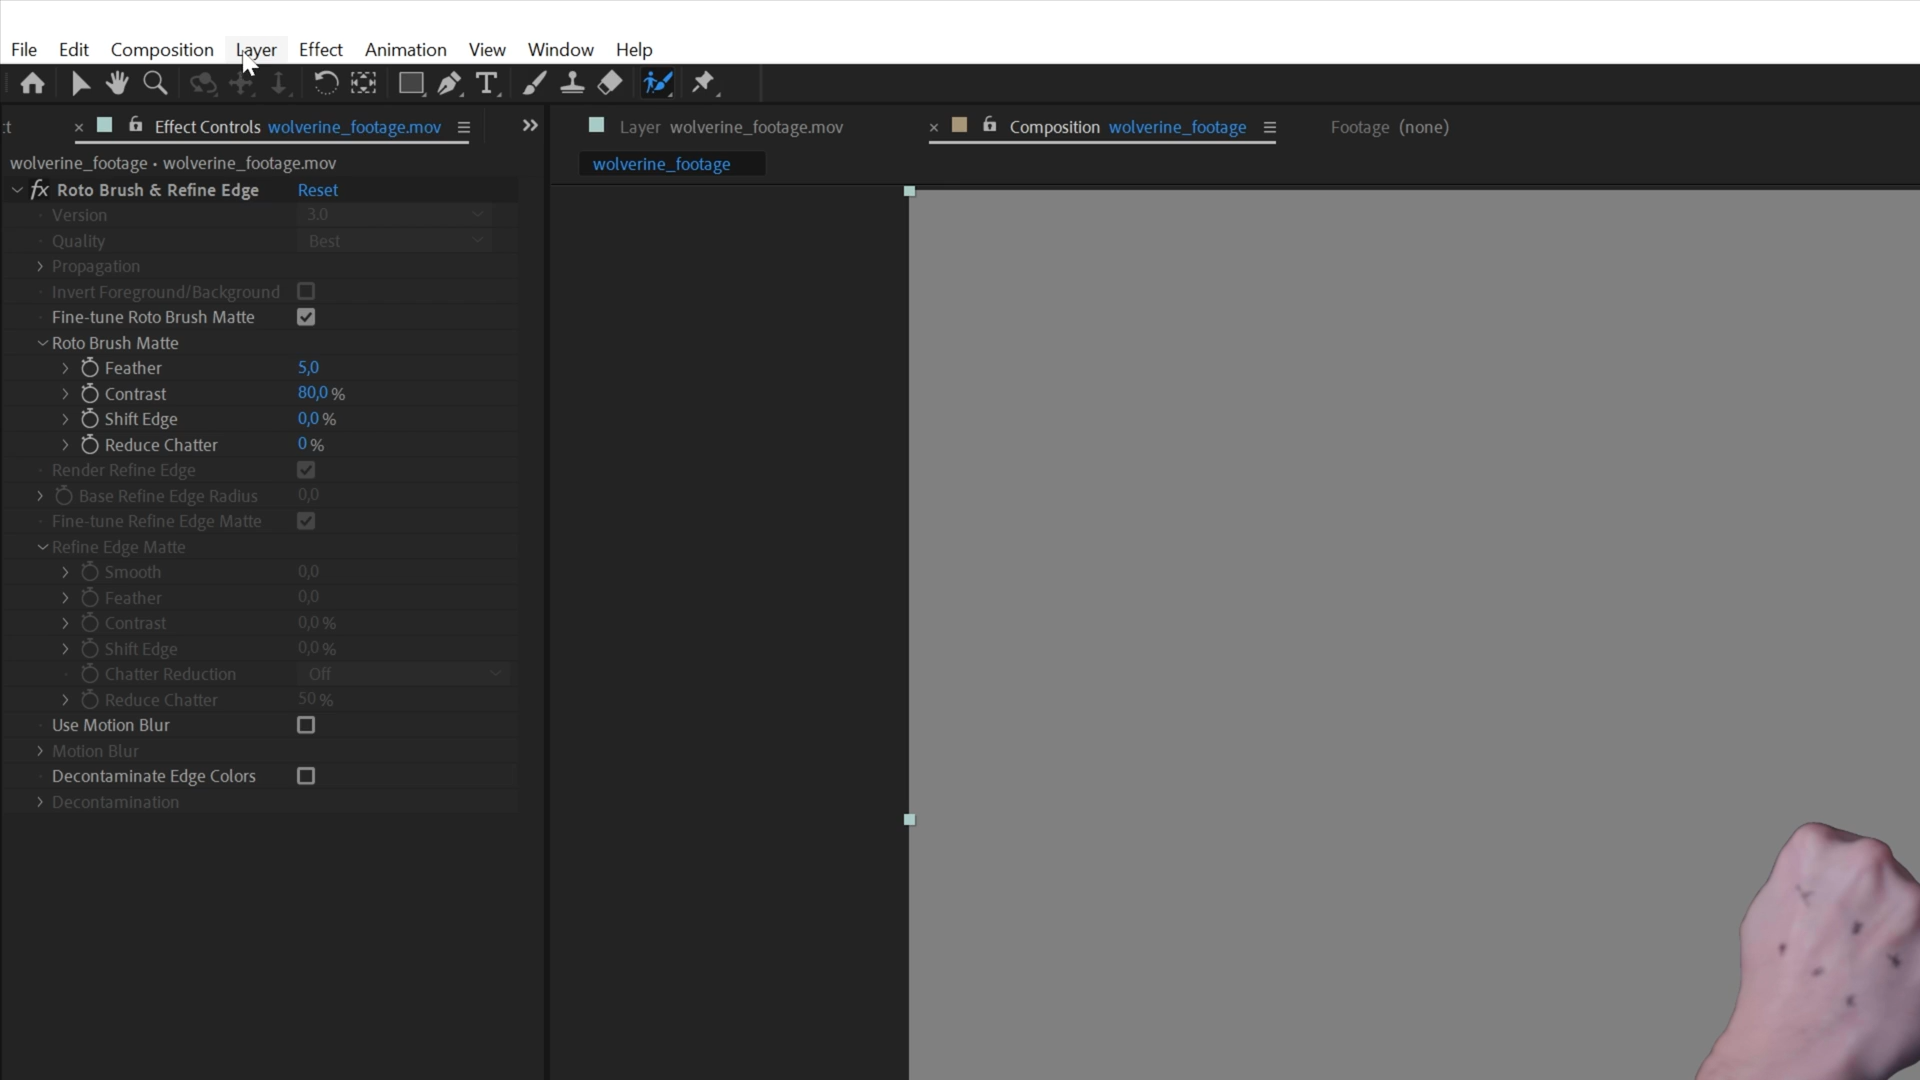 File Edit Composition Layer Effect Animation View Window Help
ct × Effect Controls wolverine_footage.mov
Layer wolverine_footage.mov × Composition wolverine_footage Footage (none)
wolverine_footage • wolverine_footage.mov
wolverine_footage
fx Roto Brush & Refine Edge Reset
Version 3.0
Quality Best
Propagation
Invert Foreground/Background
Fine-tune Roto Brush Matte
Roto Brush Matte
Feather 5,0
Contrast 80,0 %
Shift Edge 0,0 %
Reduce Chatter 0 %
Render Refine Edge
Base Refine Edge Radius 0,0
Fine-tune Refine Edge Matte
Refine Edge Matte
Smooth 0,0
Feather 0,0
Contrast 0,0 %
Shift Edge 0,0 %
Chatter Reduction Off
Reduce Chatter 50 %
Use Motion Blur
Motion Blur
Decontaminate Edge Colors
Decontamination